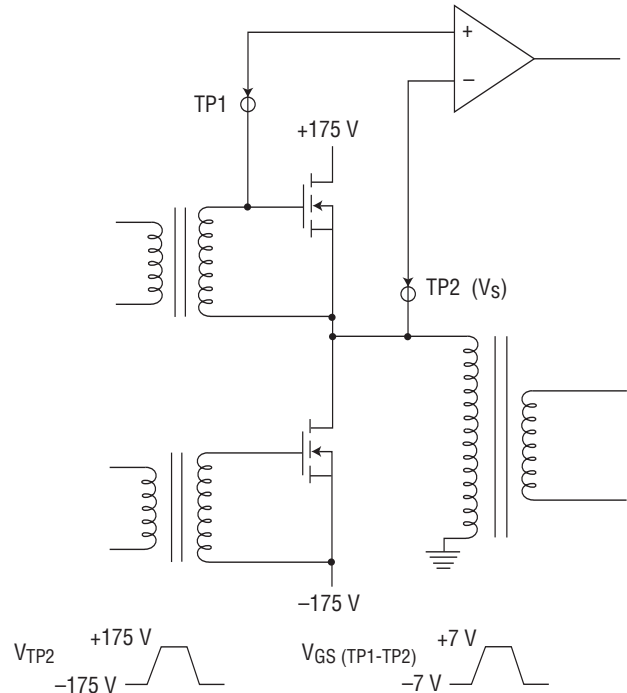 +
−
TP1
+175 V
TP2 (VS)
–175 V
VTP2
+175 V
–175 V
VGS (TP1-TP2)
+7 V
–7 V